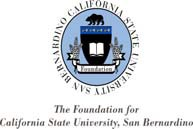 CALIFORNIA STATE UNIVERSITY SAN BERNARDINO
Foundation
The Foundation for
California State University, San Bernardino